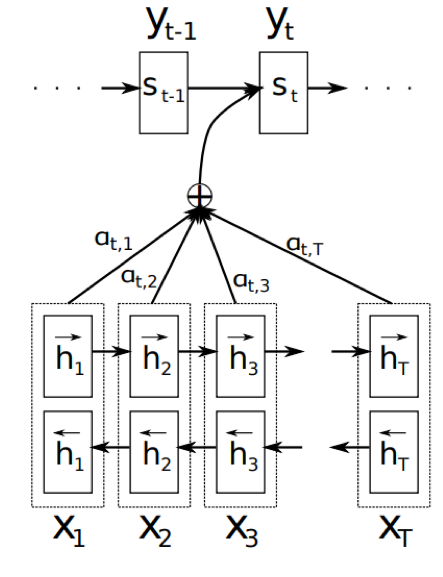 y_{t-1} y_t
. . . s_{t-1} s_t . . .
a_{t,1} a_{t,2} a_{t,3} a_{t,T}
\overrightarrow{h}_1 \overrightarrow{h}_2 \overrightarrow{h}_3 \overrightarrow{h}_T
\overleftarrow{h}_1 \overleftarrow{h}_2 \overleftarrow{h}_3 \overleftarrow{h}_T
x_1 x_2 x_3 x_T